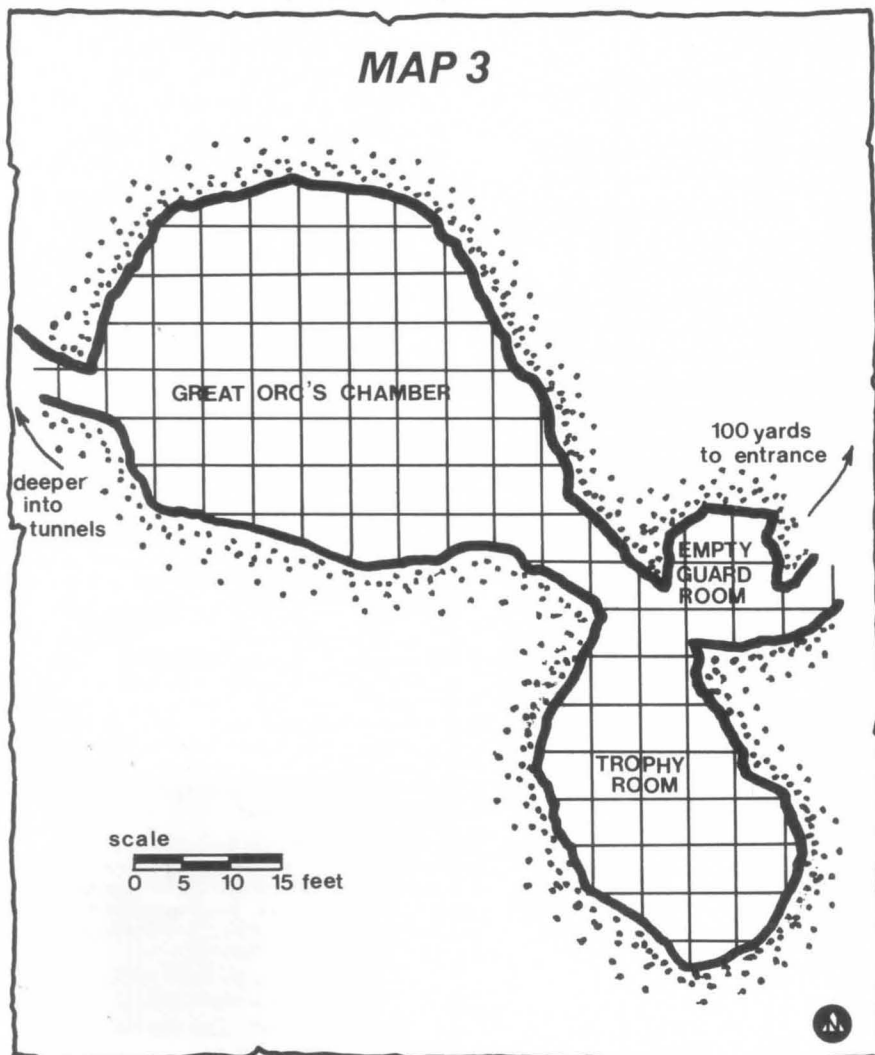 MAP 3
GREAT ORC'S CHAMBER
100 yards
to entrance
deeper
into
tunnels
EMPTY
GUARD
ROOM
TROPHY
ROOM
scale
0 5 10 15 feet
N